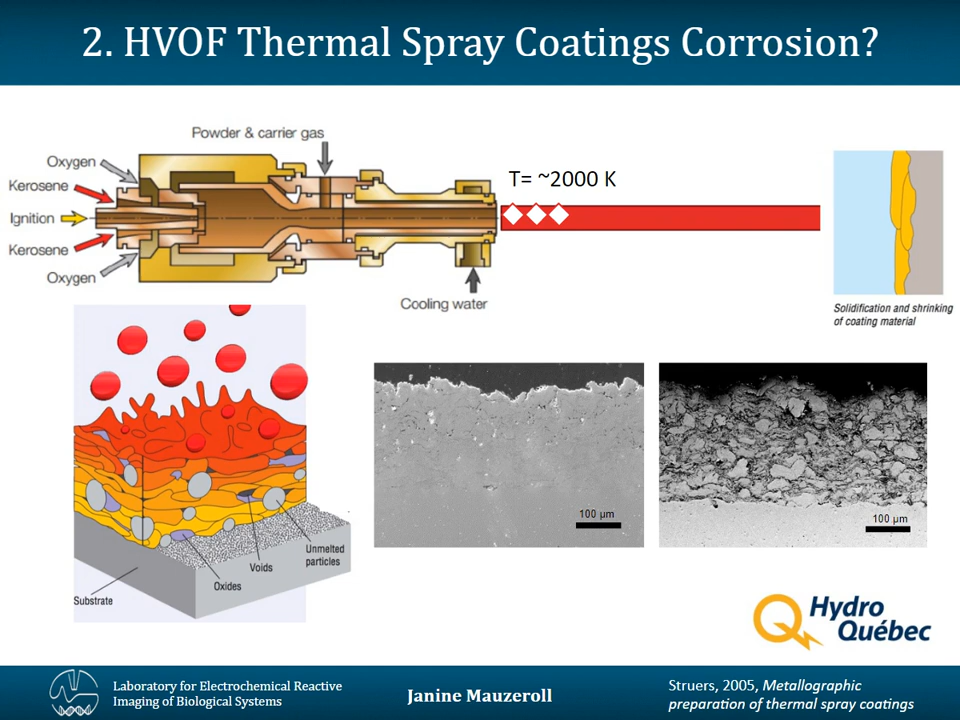 2. HVOF Thermal Spray Coatings Corrosion?
Powder & carrier gas
Oxygen
Kerosene
Ignition
Kerosene
Oxygen
T= ~2000 K
Cooling water
Solidification and shrinking
of coating material
Unmelted
particles
Voids
Oxides
Substrate
100 µm
100 µm
Hydro
Québec
Laboratory for Electrochemical Reactive
Imaging of Biological Systems
Janine Mauzeroll
Struers, 2005, Metallographic
preparation of thermal spray coatings